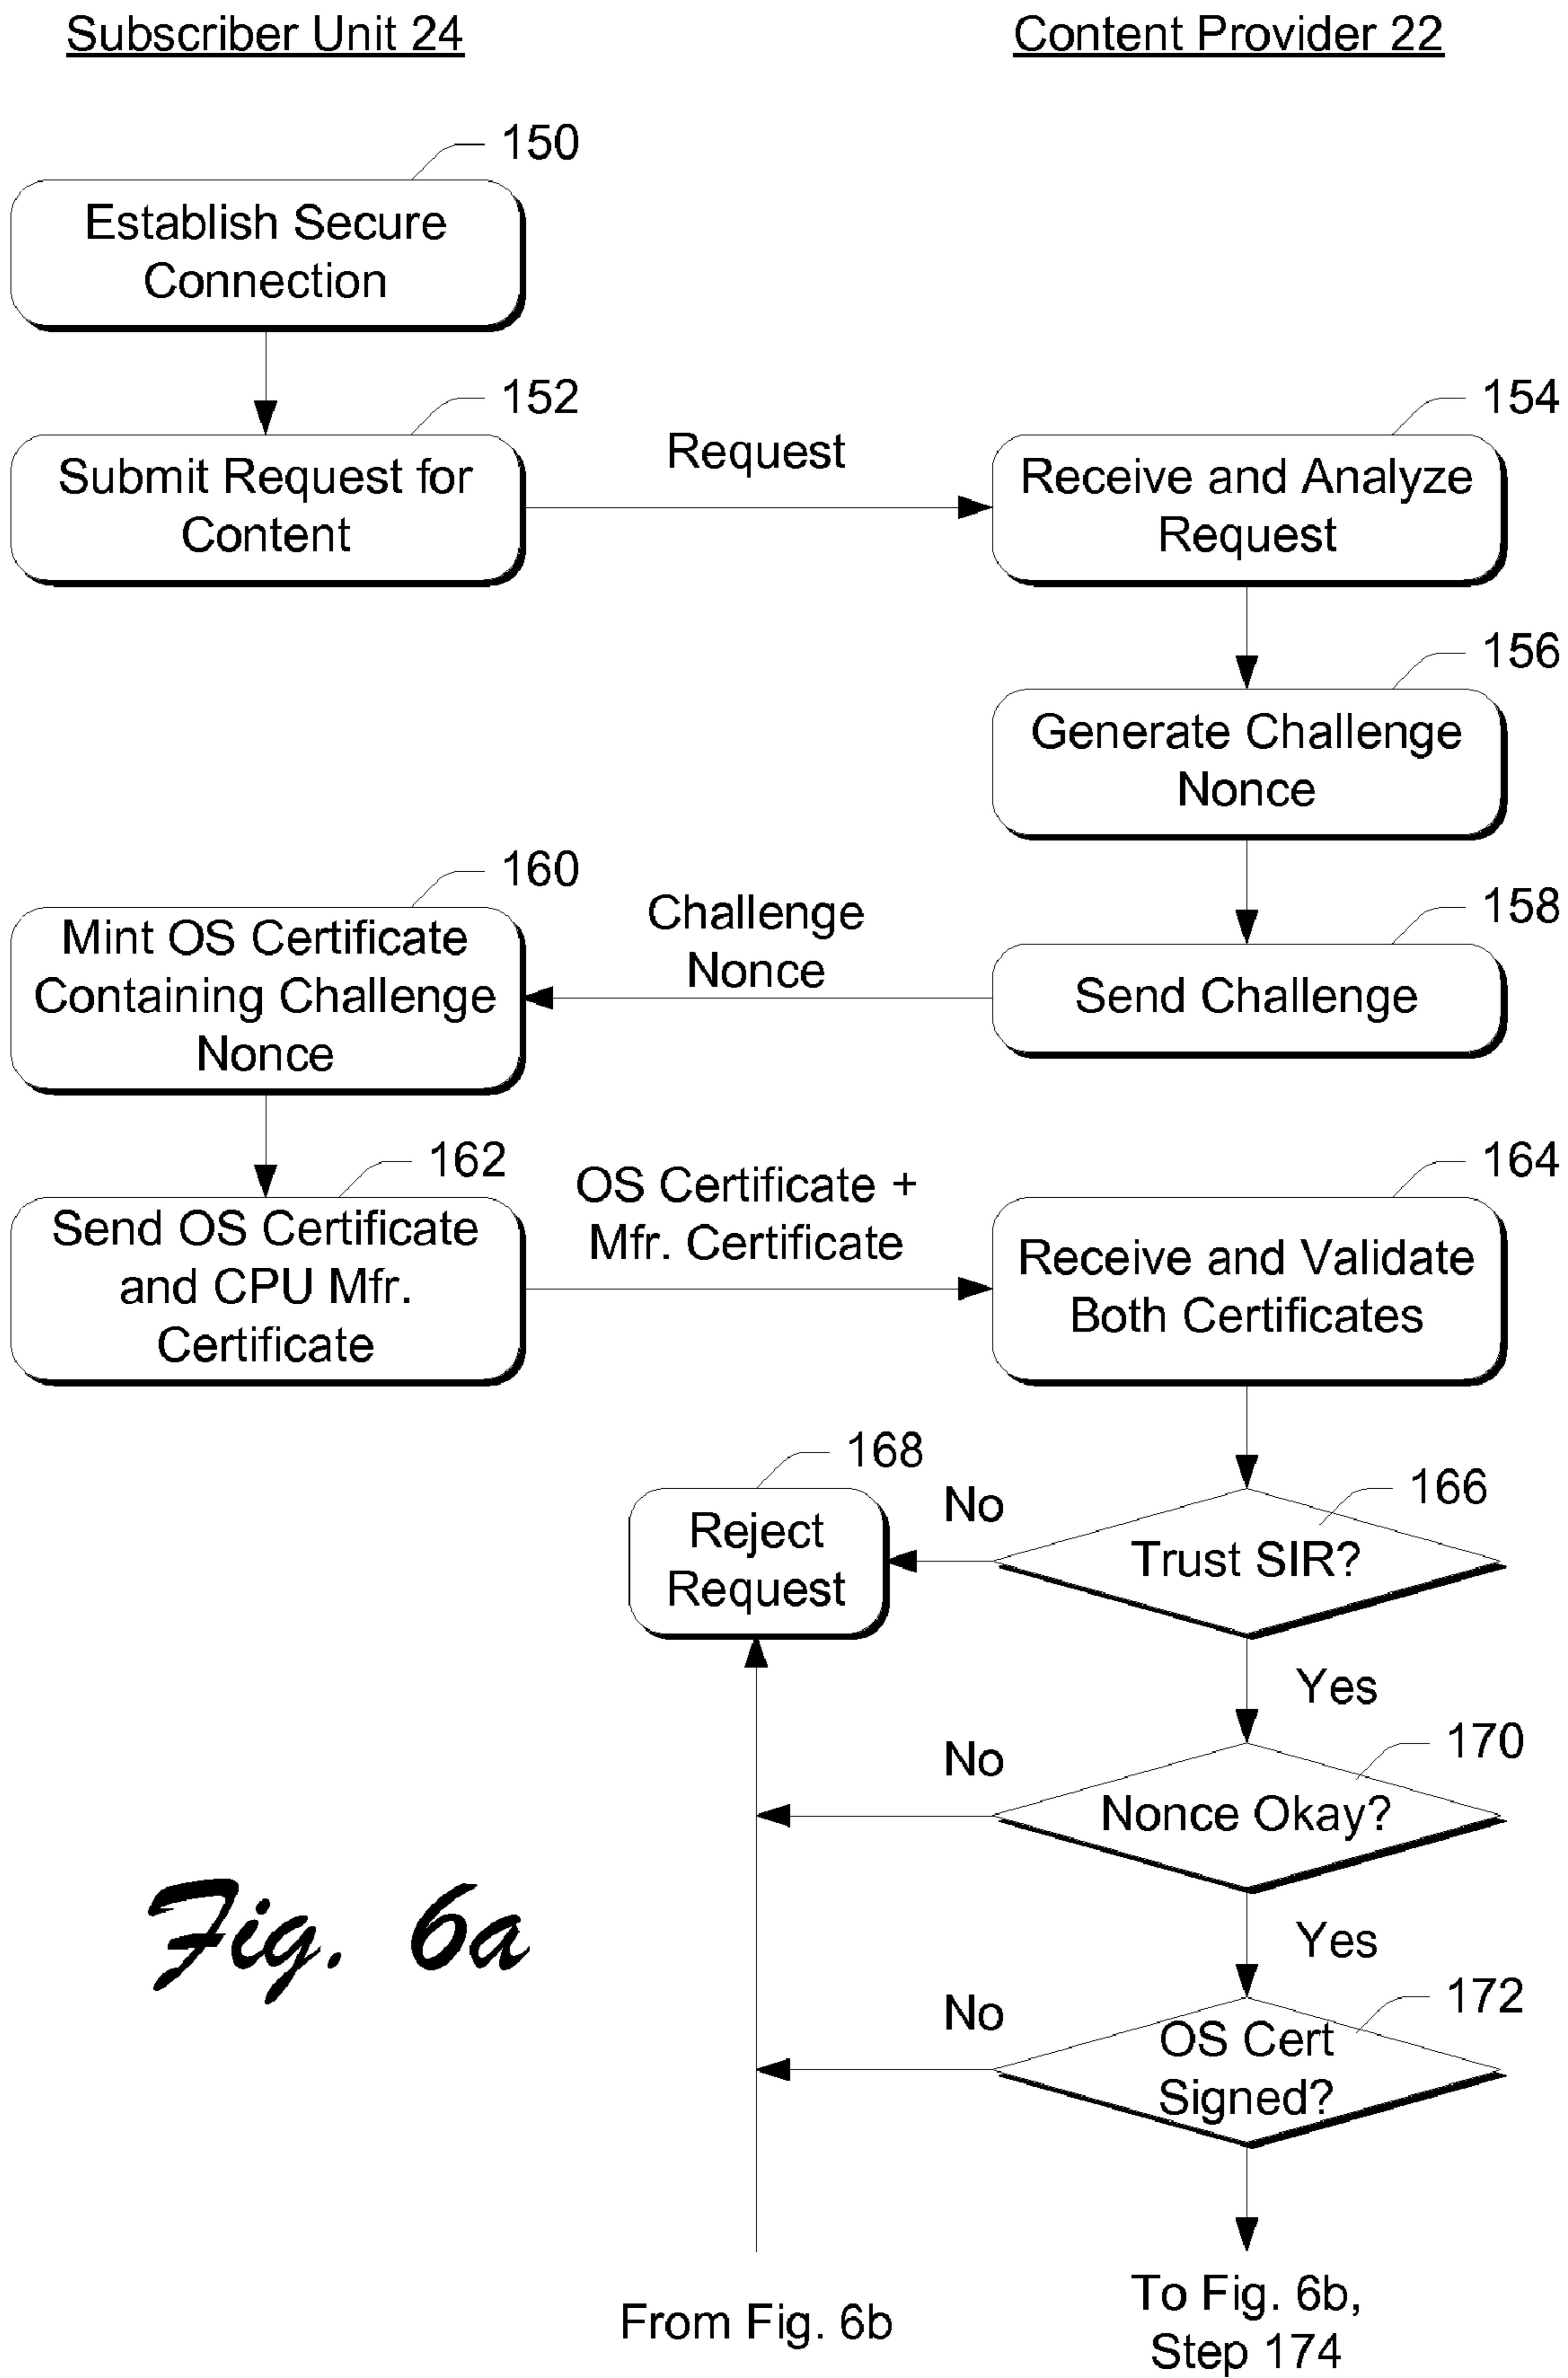 Subscriber Unit 24
Content Provider 22
150
Establish Secure
Connection
152
Submit Request for
Content
Request
154
Receive and Analyze
Request
156
Generate Challenge
Nonce
158
Send Challenge
Challenge
Nonce
160
Mint OS Certificate
Containing Challenge
Nonce
162
Send OS Certificate
and CPU Mfr.
Certificate
OS Certificate +
Mfr. Certificate
164
Receive and Validate
Both Certificates
166
Trust SIR?
No
168
Reject
Request
Yes
170
Nonce Okay?
No
Yes
172
OS Cert
Signed?
No
From Fig. 6b
To Fig. 6b,
Step 174
Fig. 6a